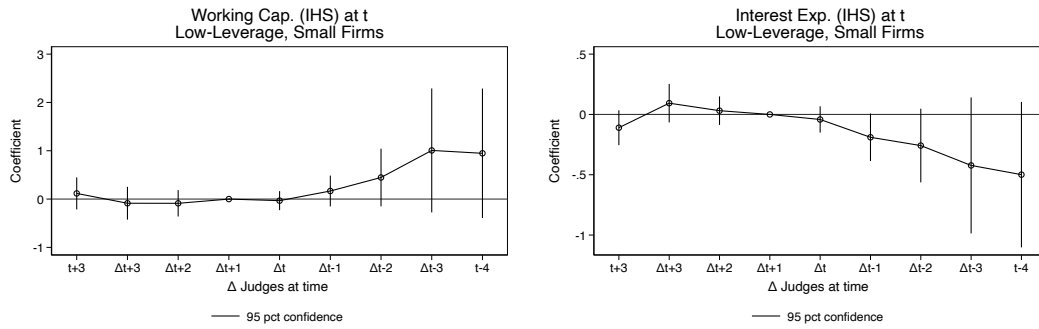 Working Cap. (IHS) at t
Low-Leverage, Small Firms
3
2
1
0
-1
Coefficient
t+3 Δt+3 Δt+2 Δt+1 Δt Δt-1 Δt-2 Δt-3 t-4
Δ Judges at time
95 pct confidence
Interest Exp. (IHS) at t
Low-Leverage, Small Firms
.5
0
-.5
-1
Coefficient
t+3 Δt+3 Δt+2 Δt+1 Δt Δt-1 Δt-2 Δt-3 t-4
Δ Judges at time
95 pct confidence